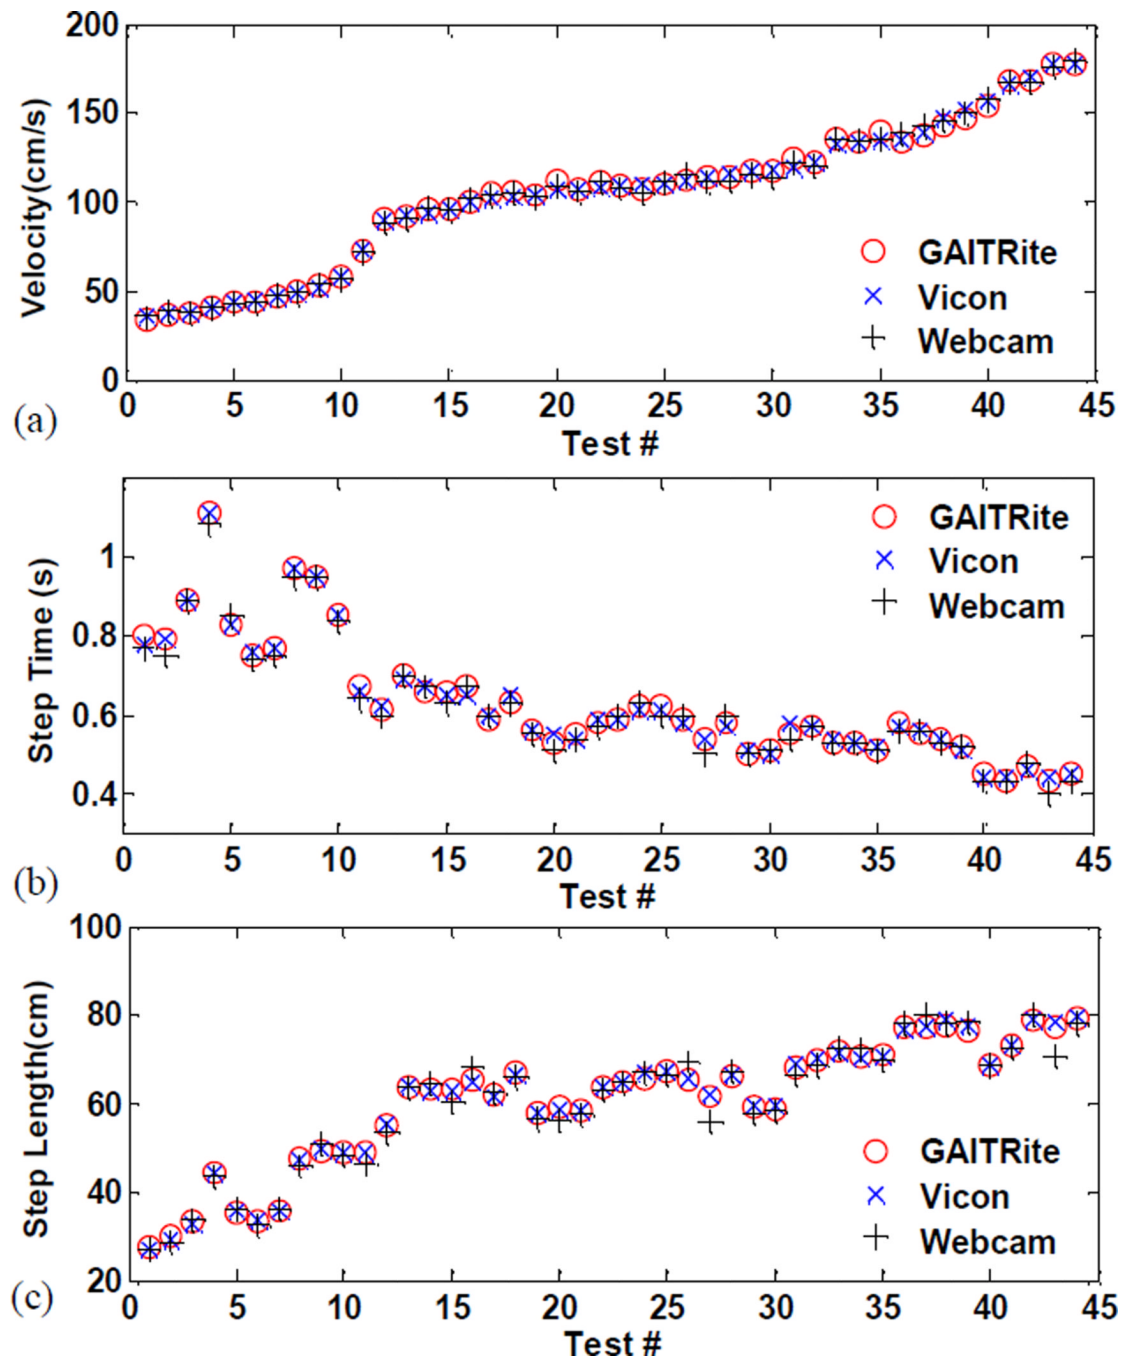 200
150
100
50
0
Velocity(cm/s)
GAITRite
Vicon
Webcam
0 5 10 15 20 25 30 35 40 45
(a)
Test #
1
0.8
0.6
0.4
Step Time (s)
GAITRite
Vicon
Webcam
0 5 10 15 20 25 30 35 40 45
(b)
Test #
100
80
60
40
20
Step Length(cm)
GAITRite
Vicon
Webcam
0 5 10 15 20 25 30 35 40 45
(c)
Test #